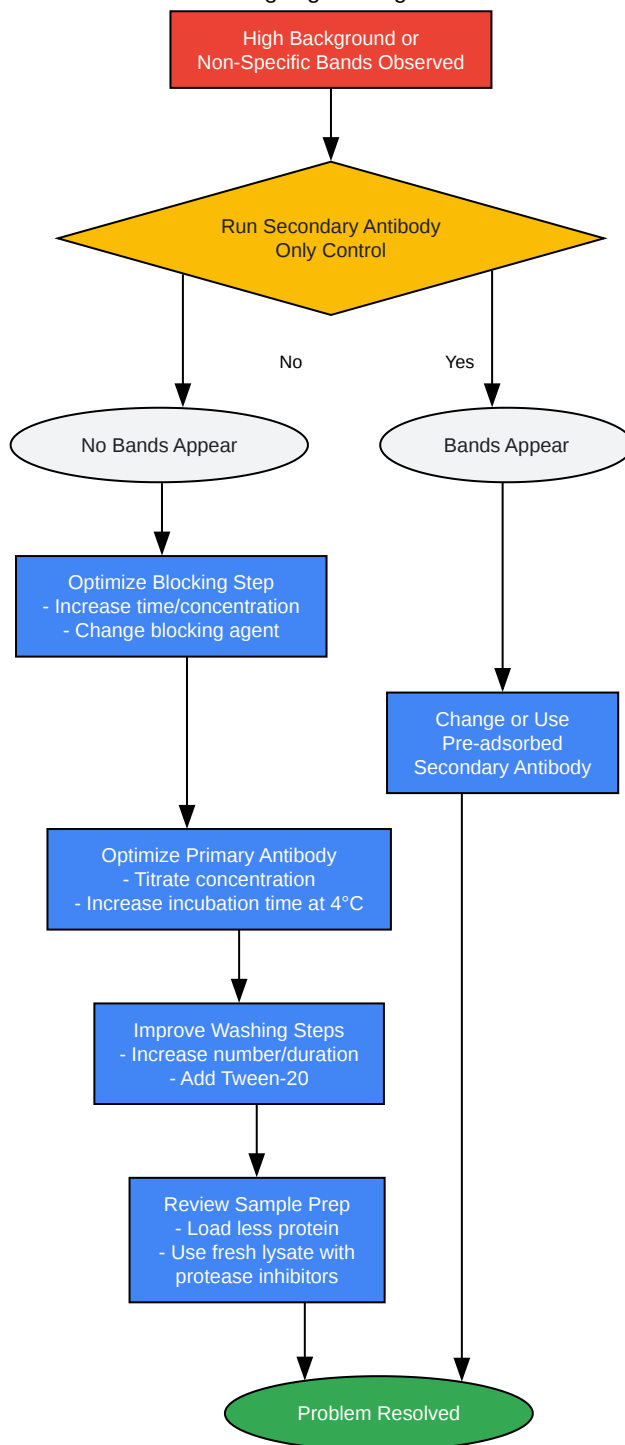 High Background or
Non-Specific Bands Observed
Run Secondary Antibody
Only Control
No
Yes
No Bands Appear
Bands Appear
Optimize Blocking Step
- Increase time/concentration
- Change blocking agent
Change or Use
Pre-adsorbed
Secondary Antibody
Optimize Primary Antibody
- Titrate concentration
- Increase incubation time at 4°C
Improve Washing Steps
- Increase number/duration
- Add Tween-20
Review Sample Prep
- Load less protein
- Use fresh lysate with
protease inhibitors
Problem Resolved